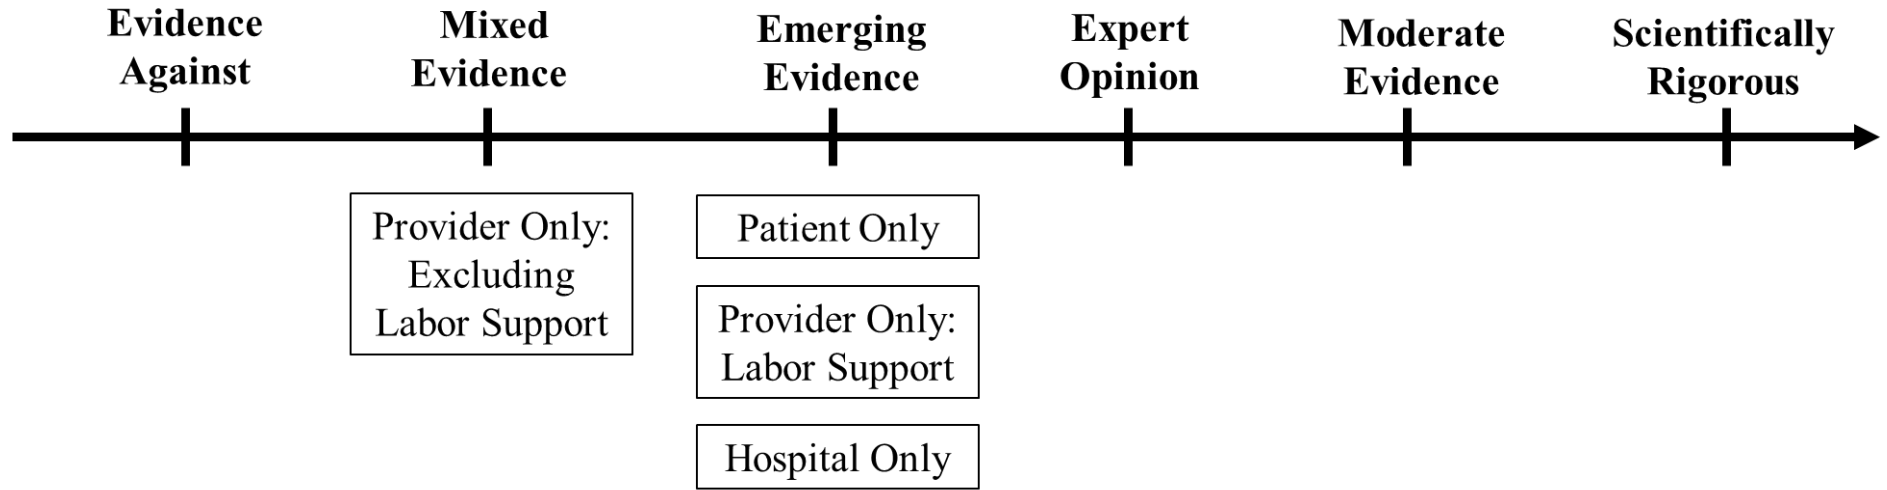 Evidence
Against
Mixed
Evidence
Emerging
Evidence
Expert
Opinion
Moderate
Evidence
Scientifically
Rigorous
Provider Only:
Excluding
Labor Support
Patient Only
Provider Only:
Labor Support
Hospital Only